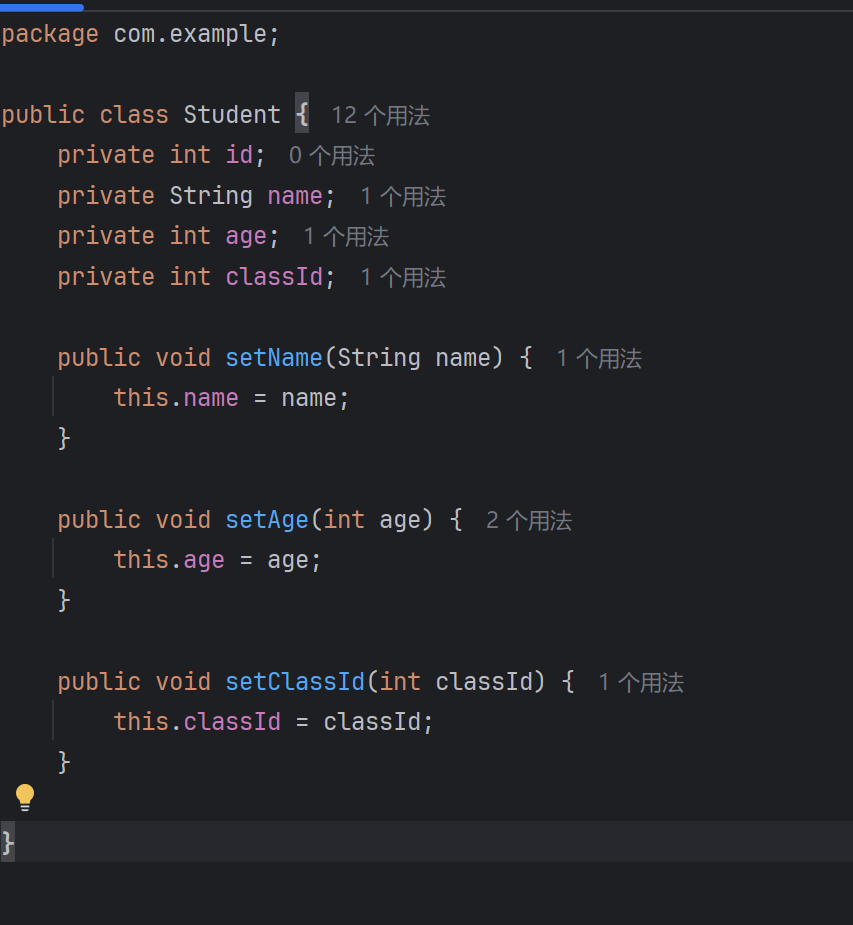 package com.example;
public class Student { 12 个用法
private int id; 0 个用法
private String name; 1 个用法
private int age; 1 个用法
private int classId; 1 个用法
public void setName(String name) { 1 个用法
this.name = name;
}
public void setAge(int age) { 2 个用法
this.age = age;
}
public void setClassId(int classId) { 1 个用法
this.classId = classId;
}
}